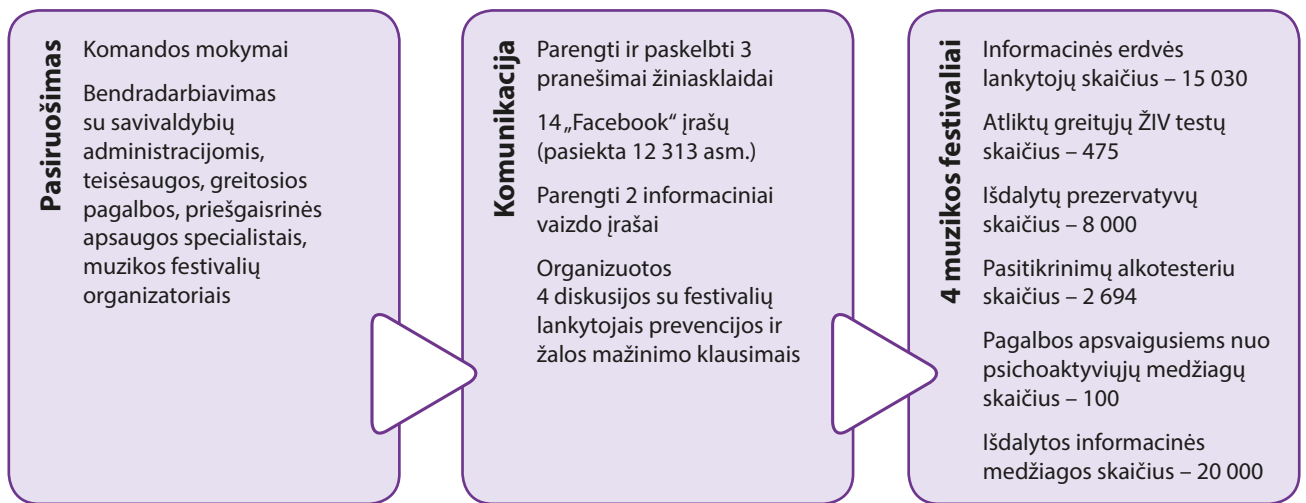 Pasiruošimas
Komandos mokymai
Bendradarbiavimas
su savivaldybių
administracijomis,
teisėsaugos, greitosios
pagalbos, priešgaisrinės
apsaugos specialistais,
muzikos festivalių
organizatoriais
Komunikacija
Parengti ir paskelbti 3
pranešimai žiniasklaidai
14 „Facebook“ įrašų
(pasiekta 12 313 asm.)
Parengti 2 informaciniai
vaizdo įrašai
Organizuotos
4 diskusijos su festivalių
lankytojais prevencijos ir
žalos mažinimo klausimais
4 muzikos festivaliai
Informacinės erdvės
lankytojų skaičius – 15 030
Atliktų greitųjų ŽIV testų
skaičius – 475
Išdalytų prezervatyvų
skaičius – 8 000
Pasitikrinimų alkotesteriu
skaičius – 2 694
Pagalbos apsvaigusiems nuo
psichoaktyviųjų medžiagų
skaičius – 100
Išdalytos informacinės
medžiagos skaičius – 20 000